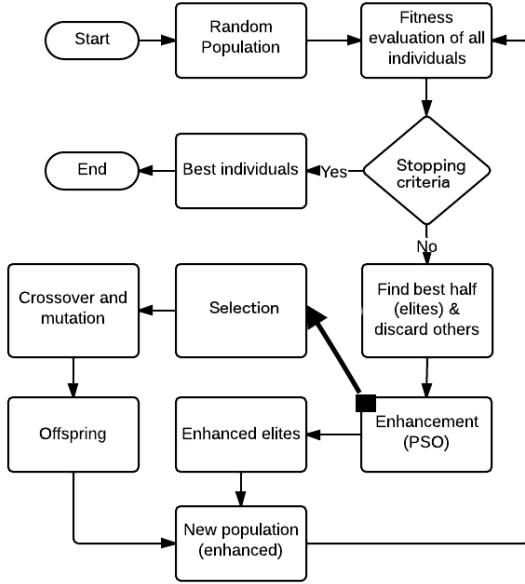 Start
Random
Population
Fitness
evaluation of all
individuals
End
Best individuals
Yes
Stopping
criteria
No
Crossover and
mutation
Selection
Find best half
(elites) &
discard others
Offspring
Enhanced elites
Enhancement
(PSO)
New population
(enhanced)